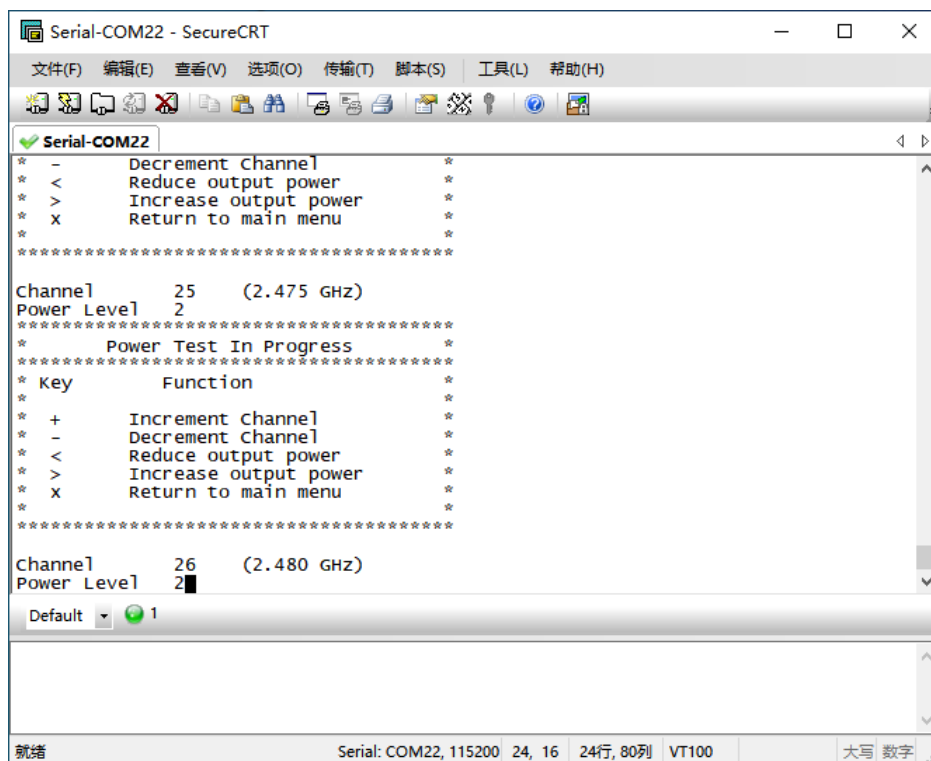 Serial-COM22 - SecureCRT
文件(F) 编辑(E) 查看(V) 选项(O) 传输(T) 脚本(S) 工具(L) 帮助(H)
Serial-COM22
* - Decrement Channel *
* < Reduce output power *
* > Increase output power *
* x Return to main menu *
* *
***************************************
Channel 25 (2.475 GHz)
Power Level 2
***************************************
* Power Test In Progress *
***************************************
* Key Function *
* *
* + Increment Channel *
* - Decrement Channel *
* < Reduce output power *
* > Increase output power *
* x Return to main menu *
* *
***************************************
Channel 26 (2.480 GHz)
Power Level 2
Default 1
就绪 Serial: COM22, 115200 24, 16 24行, 80列 VT100 大写 数字